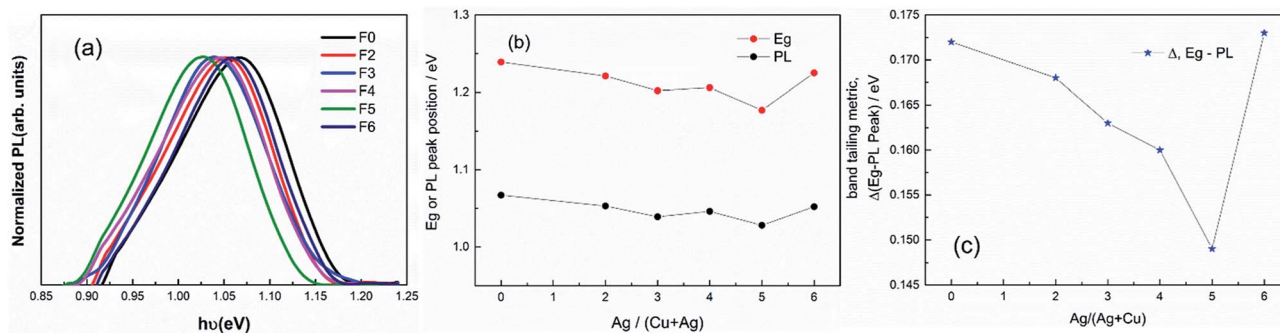 (a)
F0
F2
F3
F4
F5
F6
Normalized PL(arb. units)
0.85 0.90 0.95 1.00 1.05 1.10 1.15 1.20 1.25
hυ(eV)
(b)
Eg
PL
Eg or PL peak position / eV
1.3
1.2
1.1
1.0
0 1 2 3 4 5 6
Ag / (Cu+Ag)
(c)
Δ, Eg - PL
band tailing metric,
Δ(Eg-PL Peak) / eV
0.175
0.170
0.165
0.160
0.155
0.150
0.145
0 1 2 3 4 5 6
Ag/(Ag+Cu)